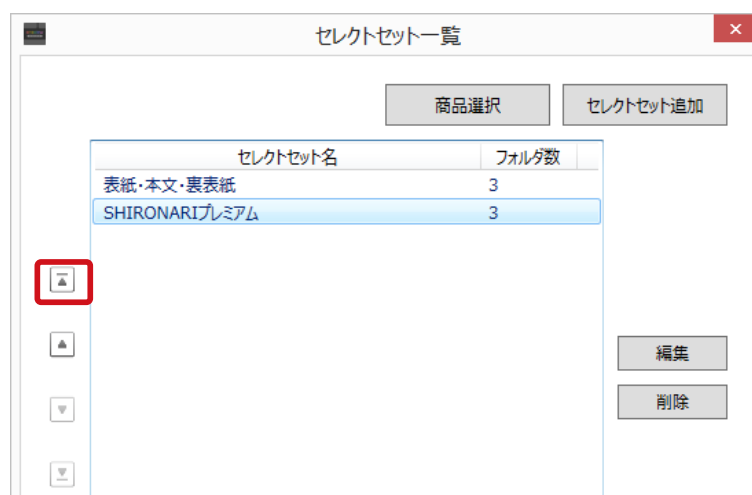 セレクトセット一覧
商品選択
セレクトセット追加
セレクトセット名 フォルダ数
表紙・本文・裏表紙 3
SHIRONARIプレミアム 3
編集
削除